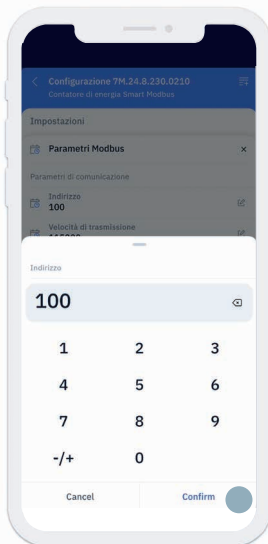 Configurazione 7M.24.8.230.0210
Contatore di energia Smart Modbus
Impostazioni
Parametri Modbus
Parametri di comunicazione
Indirizzo
100
Velocità di trasmissione
115200
Indirizzo
100
1 2 3
4 5 6
7 8 9
-/+ 0
Cancel Confirm